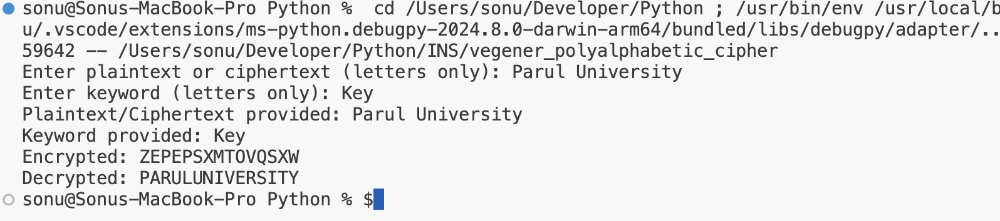 sonu@Sonus-MacBook-Pro Python %  cd /Users/sonu/Developer/Python ; /usr/bin/env /usr/local/b
u/.vscode/extensions/ms-python.debugpy-2024.8.0-darwin-arm64/bundled/libs/debugpy/adapter/..
59642 -- /Users/sonu/Developer/Python/INS/vegener_polyalphabetic_cipher
Enter plaintext or ciphertext (letters only): Parul University
Enter keyword (letters only): Key
Plaintext/Ciphertext provided: Parul University
Keyword provided: Key
Encrypted: ZEPEPSXMTOVQSXW
Decrypted: PARULUNIVERSITY
sonu@Sonus-MacBook-Pro Python % $